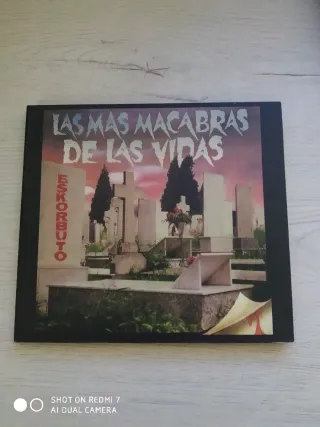 LAS MAS MACABRAS
DE LAS VIDAS
ESKORBUTO
SHOT ON REDMI 7
AI DUAL CAMERA